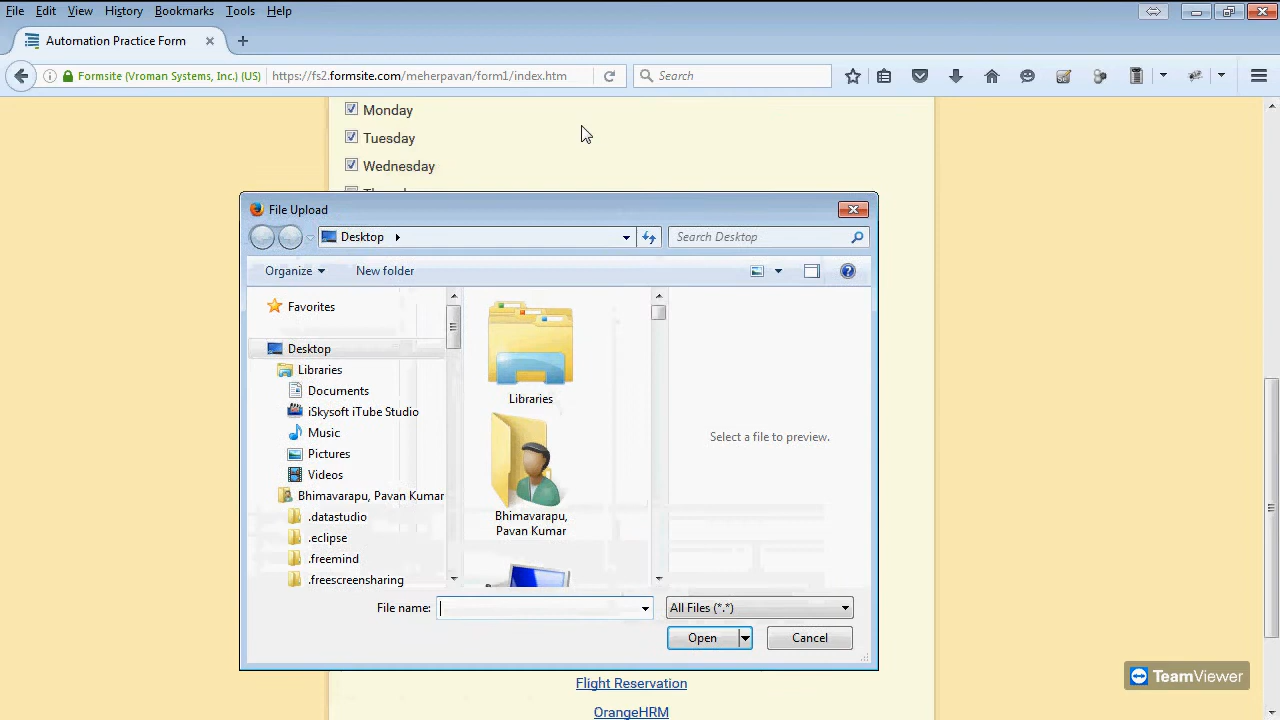 File Edit View History Bookmarks Tools Help
Automation Practice Form
Formsite (Vroman Systems, Inc.) (US) https://fs2.formsite.com/meherpavan/form1/index.htm Search
Monday
Tuesday
Wednesday
File Upload
Desktop Search Desktop
Organize New folder
Favorites
Desktop
Libraries
Documents
iSkysoft iTube Studio
Music
Pictures
Videos
Bhimavarapu, Pavan Kumar
.datastudio
.eclipse
.freemind
.freescreensharing
Libraries
Bhimavarapu,
Pavan Kumar
Select a file to preview.
File name: All Files (*.*)
Open Cancel
Flight Reservation
OrangeHRM
TeamViewer